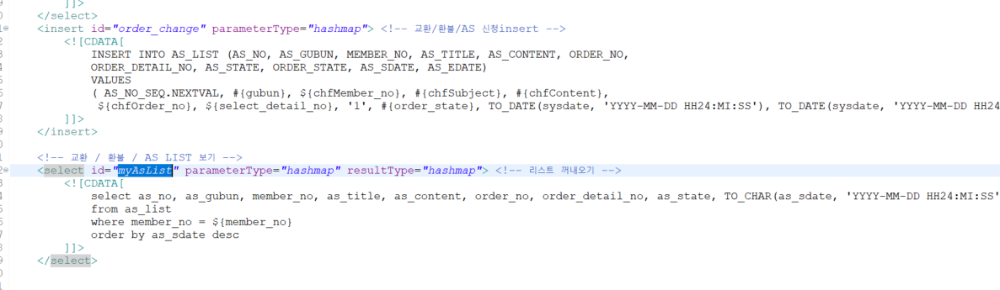 ]]>
</select>
<insert id="order_change" parameterType="hashmap"> <!-- 교환/환불/AS 신청insert -->
<![CDATA[
INSERT INTO AS_LIST (AS_NO, AS_GUBUN, MEMBER_NO, AS_TITLE, AS_CONTENT, ORDER_NO,
ORDER_DETAIL_NO, AS_STATE, ORDER_STATE, AS_SDATE, AS_EDATE)
VALUES
( AS_NO_SEQ.NEXTVAL, #{gubun}, ${chfMember_no}, #{chfSubject}, #{chfContent},
${chfOrder_no}, ${select_detail_no}, '1', #{order_state}, TO_DATE(sysdate, 'YYYY-MM-DD HH24:MI:SS'), TO_DATE(sysdate, 'YYYY-MM-DD HH24
]]>
</insert>
<!-- 교환 / 환불 / AS LIST 보기 -->
<select id="myAsList" parameterType="hashmap" resultType="hashmap"> <!-- 리스트 꺼내오기 -->
<![CDATA[
select as_no, as_gubun, member_no, as_title, as_content, order_no, order_detail_no, as_state, TO_CHAR(as_sdate, 'YYYY-MM-DD HH24:MI:SS'
from as_list
where member_no = ${member_no}
order by as_sdate desc
]]>
</select>